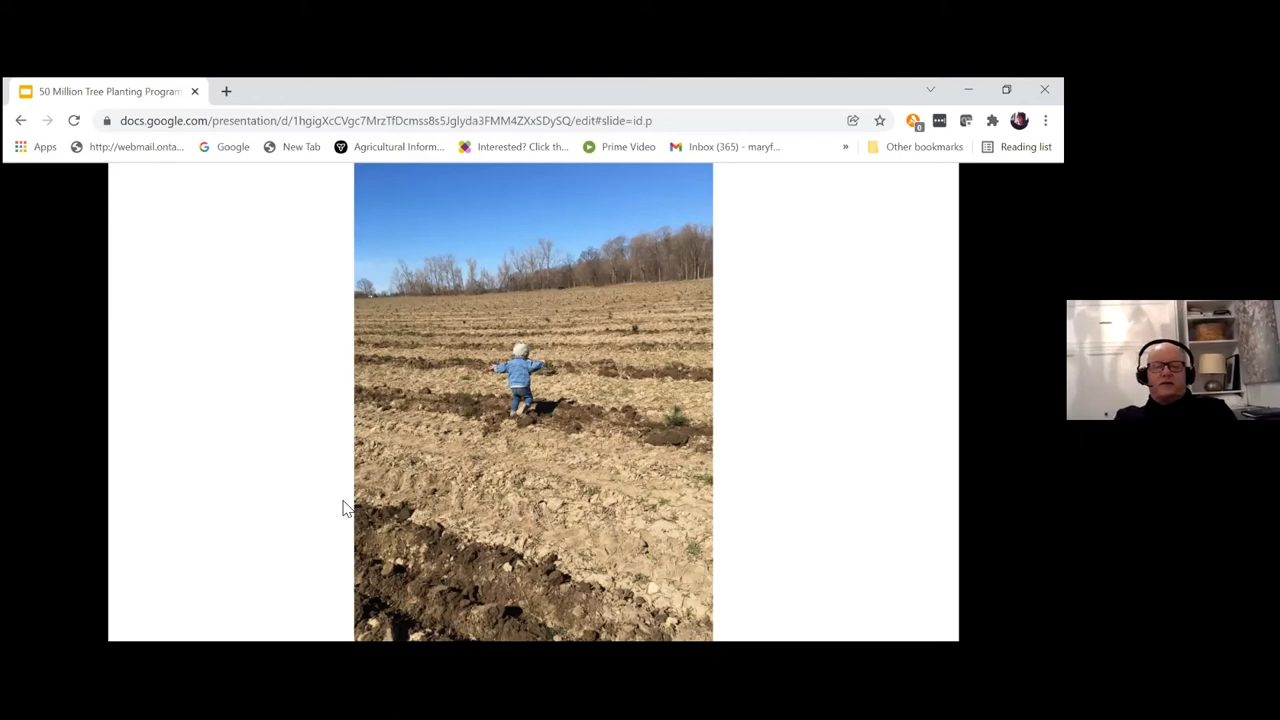 50 Million Tree Planting Program
docs.google.com/presentation/d/1hgigXcCVgc7MrzTfDcmss8s5Jglyda3FMM4ZXxSDySQ/edit#slide=id.p
0
Apps http://webmail.onta... Google New Tab Agricultural Inform... Interested? Click th... Prime Video Inbox (365) - maryf... » Other bookmarks Reading list